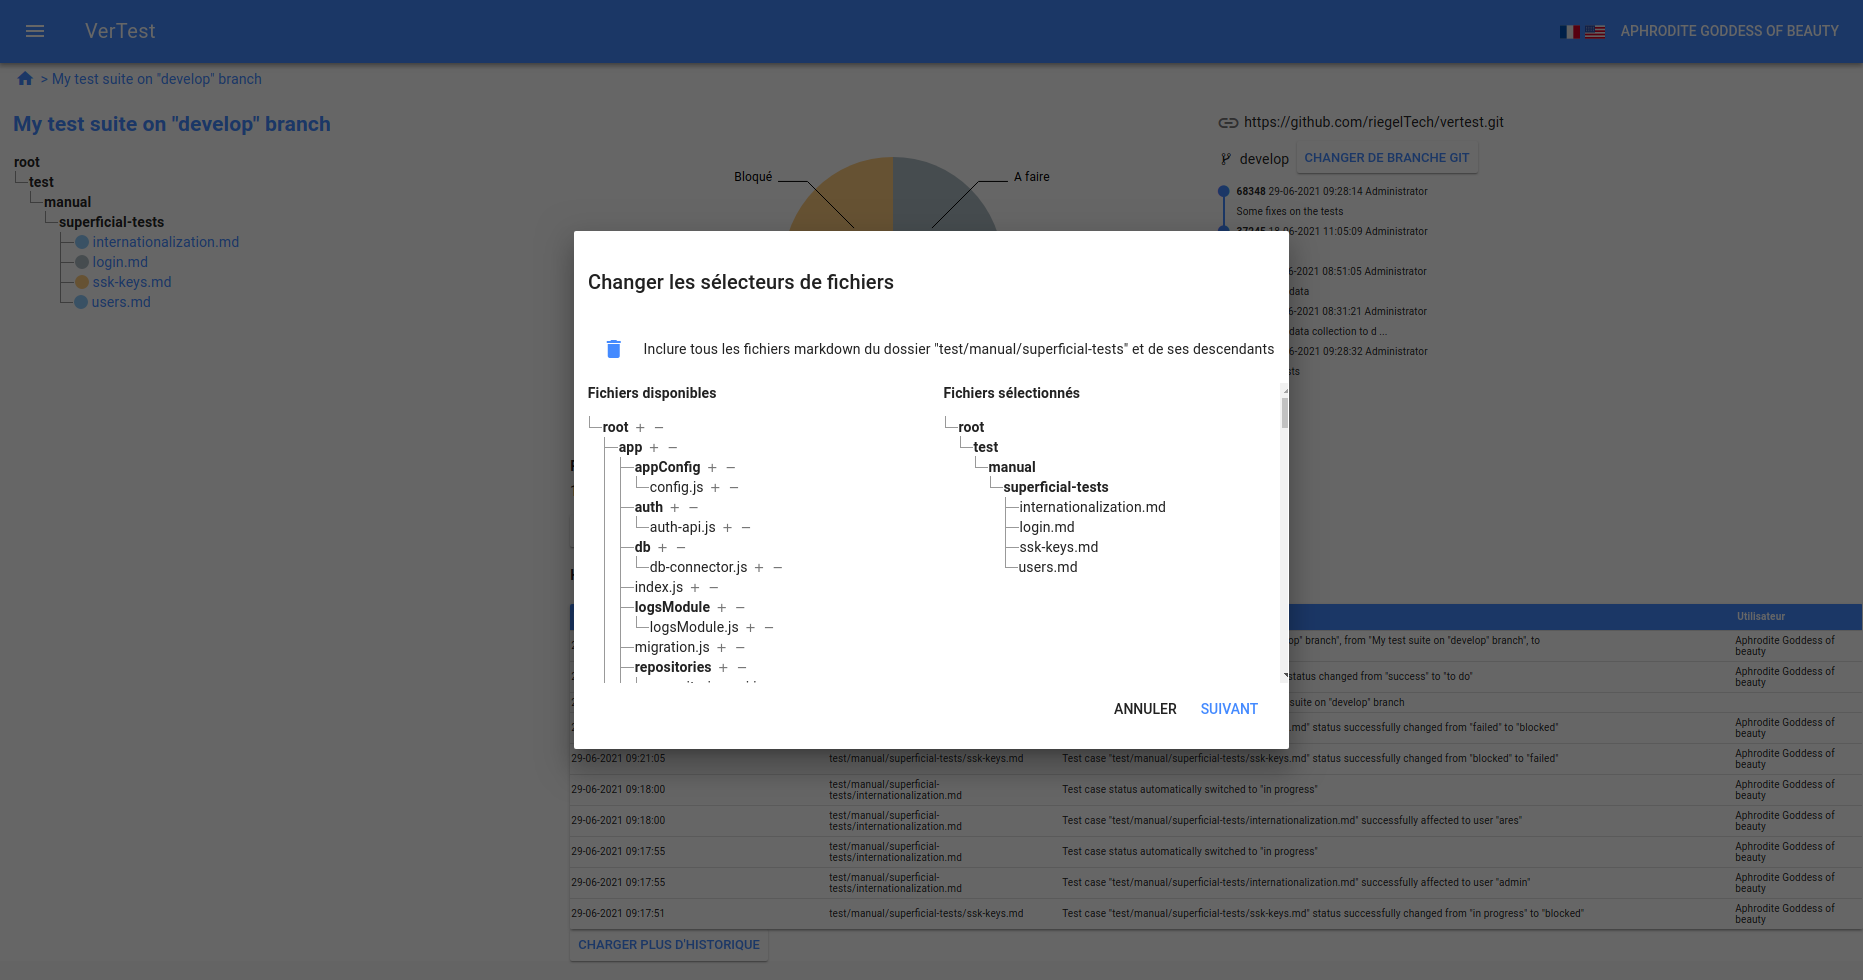 VerTest
APHRODITE GODDESS OF BEAUTY
> My test suite on "develop" branch
My test suite on "develop" branch
root
test
manual
superficial-tests
internationalization.md
login.md
ssk-keys.md
users.md
Bloqué
A faire
https://github.com/riegelTech/vertest.git
develop
CHANGER DE BRANCHE GIT
68348 29-06-2021 09:28:14 Administrator
Some fixes on the tests
-06-2021 11:05:09 Administrator
6-2021 08:51:05 Administrator
data
6-2021 08:31:21 Administrator
data collection to d ...
6-2021 09:28:32 Administrator
sts
Changer les sélecteurs de fichiers
Inclure tous les fichiers markdown du dossier "test/manual/superficial-tests" et de ses descendants
Fichiers disponibles
root + −
app + −
appConfig + −
config.js + −
auth + −
auth-api.js + −
db + −
db-connector.js + −
index.js + −
logsModule + −
logsModule.js + −
migration.js + −
repositories + −
Fichiers sélectionnés
root
test
manual
superficial-tests
internationalization.md
login.md
ssk-keys.md
users.md
ANNULER
SUIVANT
Utilisateur
op" branch", from "My test suite on "develop" branch", to
Aphrodite Goddess of
beauty
status changed from "success" to "to do"
Aphrodite Goddess of
beauty
suite on "develop" branch
.md" status successfully changed from "failed" to "blocked"
Aphrodite Goddess of
beauty
29-06-2021 09:21:05
test/manual/superficial-tests/ssk-keys.md
Test case "test/manual/superficial-tests/ssk-keys.md" status successfully changed from "blocked" to "failed"
Aphrodite Goddess of
beauty
29-06-2021 09:18:00
test/manual/superficial-
tests/internationalization.md
Test case status automatically switched to "in progress"
Aphrodite Goddess of
beauty
29-06-2021 09:18:00
test/manual/superficial-
tests/internationalization.md
Test case "test/manual/superficial-tests/internationalization.md" successfully affected to user "ares"
Aphrodite Goddess of
beauty
29-06-2021 09:17:55
test/manual/superficial-
tests/internationalization.md
Test case status automatically switched to "in progress"
Aphrodite Goddess of
beauty
29-06-2021 09:17:55
test/manual/superficial-
tests/internationalization.md
Test case "test/manual/superficial-tests/internationalization.md" successfully affected to user "admin"
Aphrodite Goddess of
beauty
29-06-2021 09:17:51
test/manual/superficial-tests/ssk-keys.md
Test case "test/manual/superficial-tests/ssk-keys.md" status successfully changed from "in progress" to "blocked"
Aphrodite Goddess of
beauty
CHARGER PLUS D'HISTORIQUE